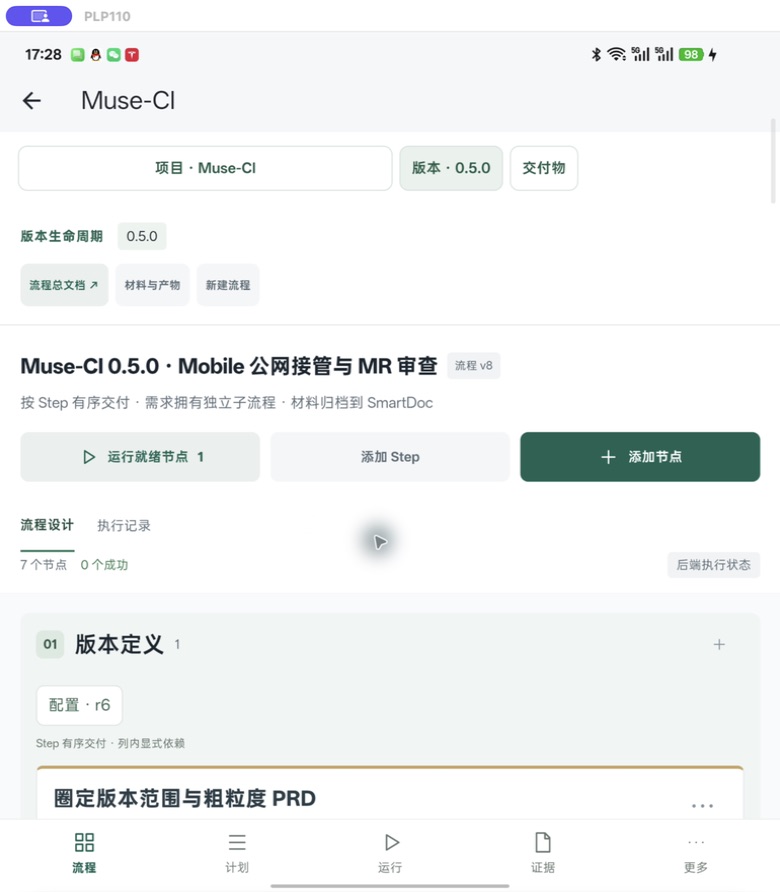 PLP110
17:28
5G 5G 98
Muse-CI
项目 · Muse-CI
版本 · 0.5.0
交付物
版本生命周期 0.5.0
流程总文档 ↗
材料与产物
新建流程
Muse-CI 0.5.0 · Mobile 公网接管与 MR 审查 流程 v8
按 Step 有序交付 · 需求拥有独立子流程 · 材料归档到 SmartDoc
运行就绪节点 1
添加 Step
添加节点
流程设计 执行记录
7 个节点 0 个成功
后端执行状态
01 版本定义 1
配置 · r6
Step 有序交付 · 列内显式依赖
圈定版本范围与粗粒度 PRD
流程
计划
运行
证据
更多